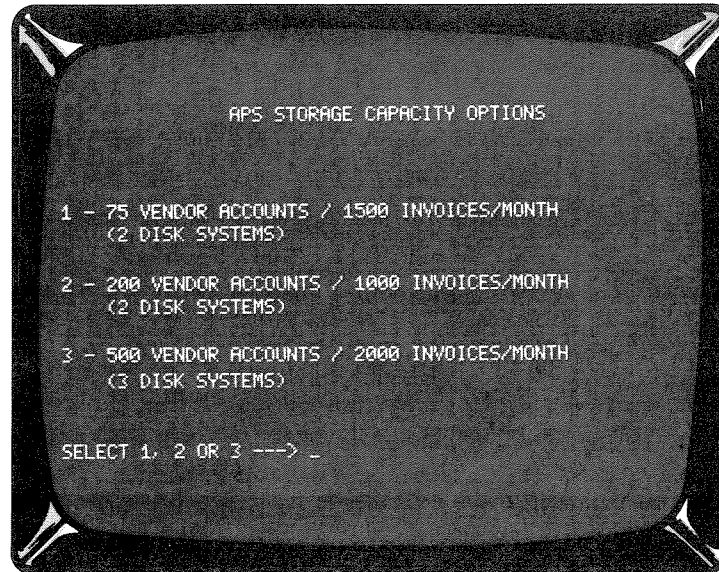 APS STORAGE CAPACITY OPTIONS
1 - 75 VENDOR ACCOUNTS / 1500 INVOICES/MONTH
(2 DISK SYSTEMS)
2 - 200 VENDOR ACCOUNTS / 1000 INVOICES/MONTH
(2 DISK SYSTEMS)
3 - 500 VENDOR ACCOUNTS / 2000 INVOICES/MONTH
(3 DISK SYSTEMS)
SELECT 1, 2 OR 3 ---> _